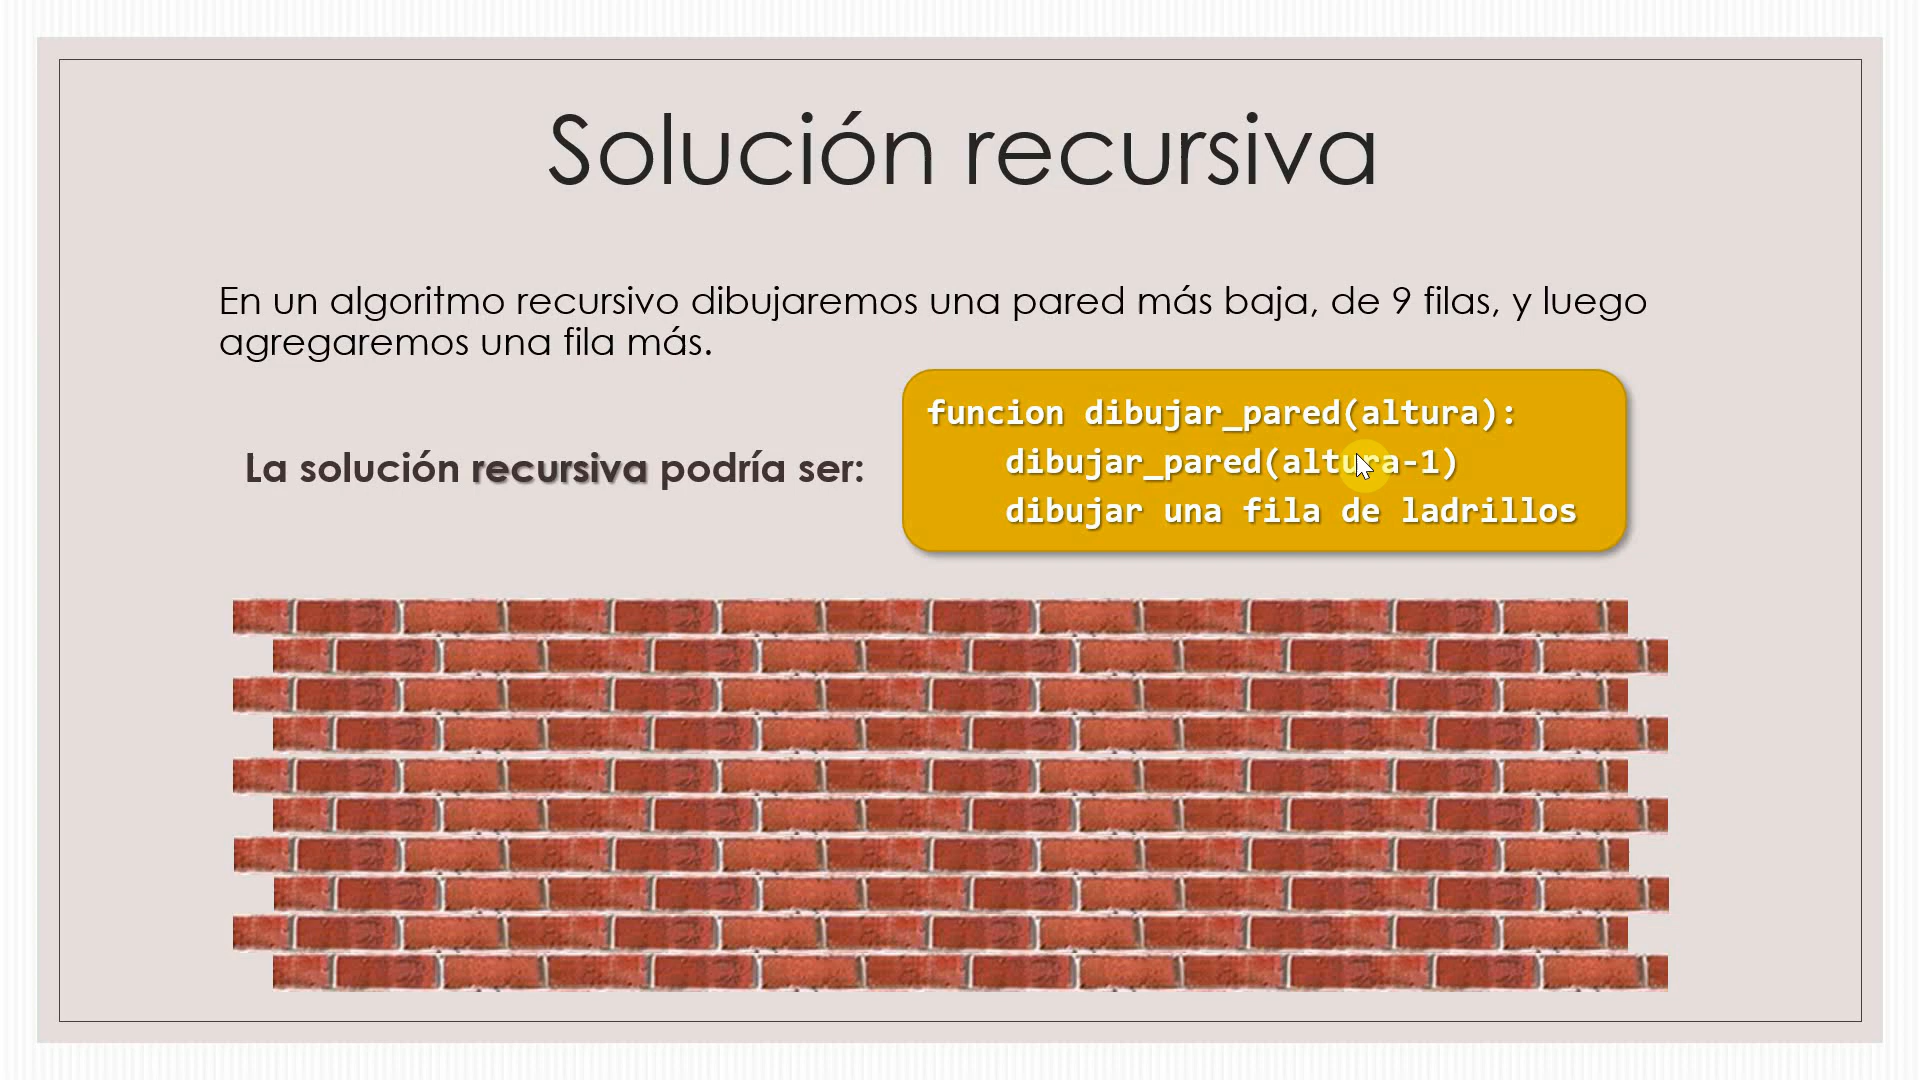 Solución recursiva
En un algoritmo recursivo dibujaremos una pared más baja, de 9 filas, y luego
agregaremos una fila más.
La solución recursiva podría ser:
funcion dibujar_pared(altura):
    dibujar_pared(altura-1)
    dibujar una fila de ladrillos